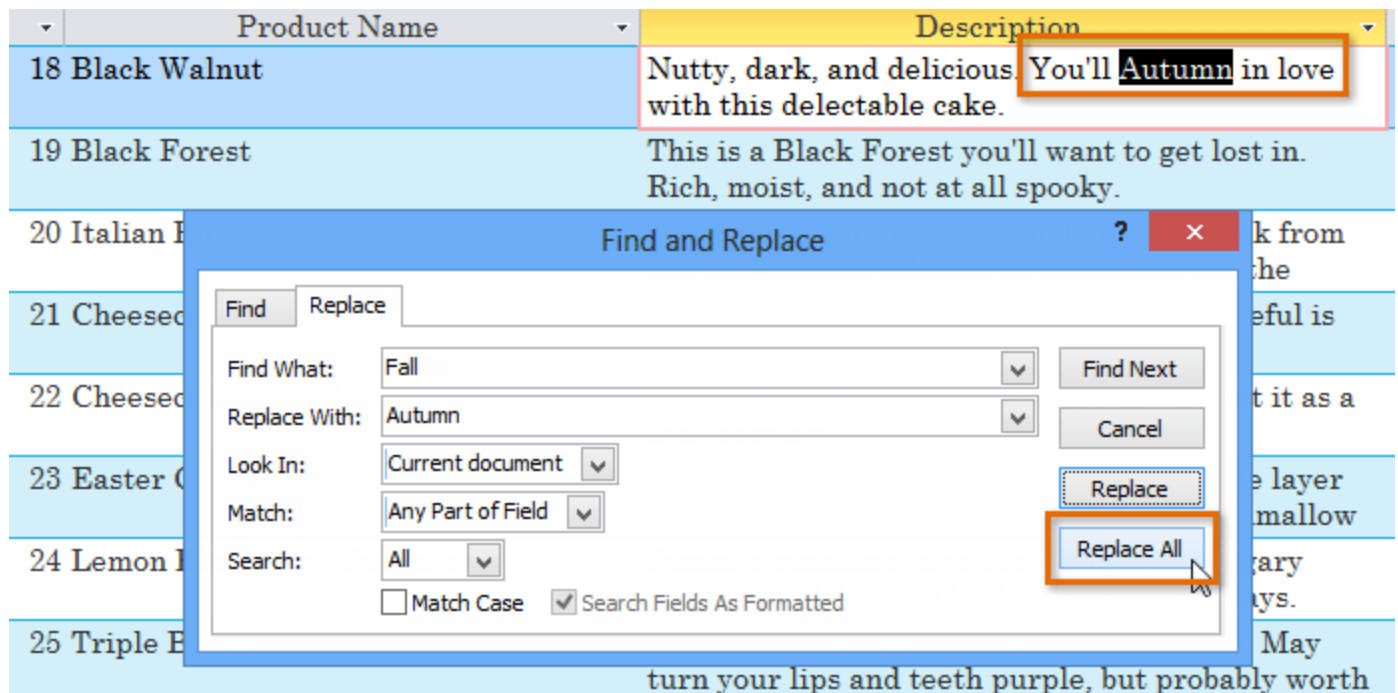 Product Name Description
18 Black Walnut Nutty, dark, and delicious. You'll Autumn in love
with this delectable cake.
19 Black Forest This is a Black Forest you'll want to get lost in.
Rich, moist, and not at all spooky.
20 Italian k from
the
Find and Replace ?
21 eful is
Find Replace
Find What: Fall Find Next
22 t it as a
Replace With: Autumn Cancel
Look In: Current document
23 Easter layer
Replace
Match: Any Part of Field mallow
24 Lemon gary
Search: All Replace All
Match Case Search Fields As Formatted ays.
25 Triple May
turn your lips and teeth purple, but probably worth